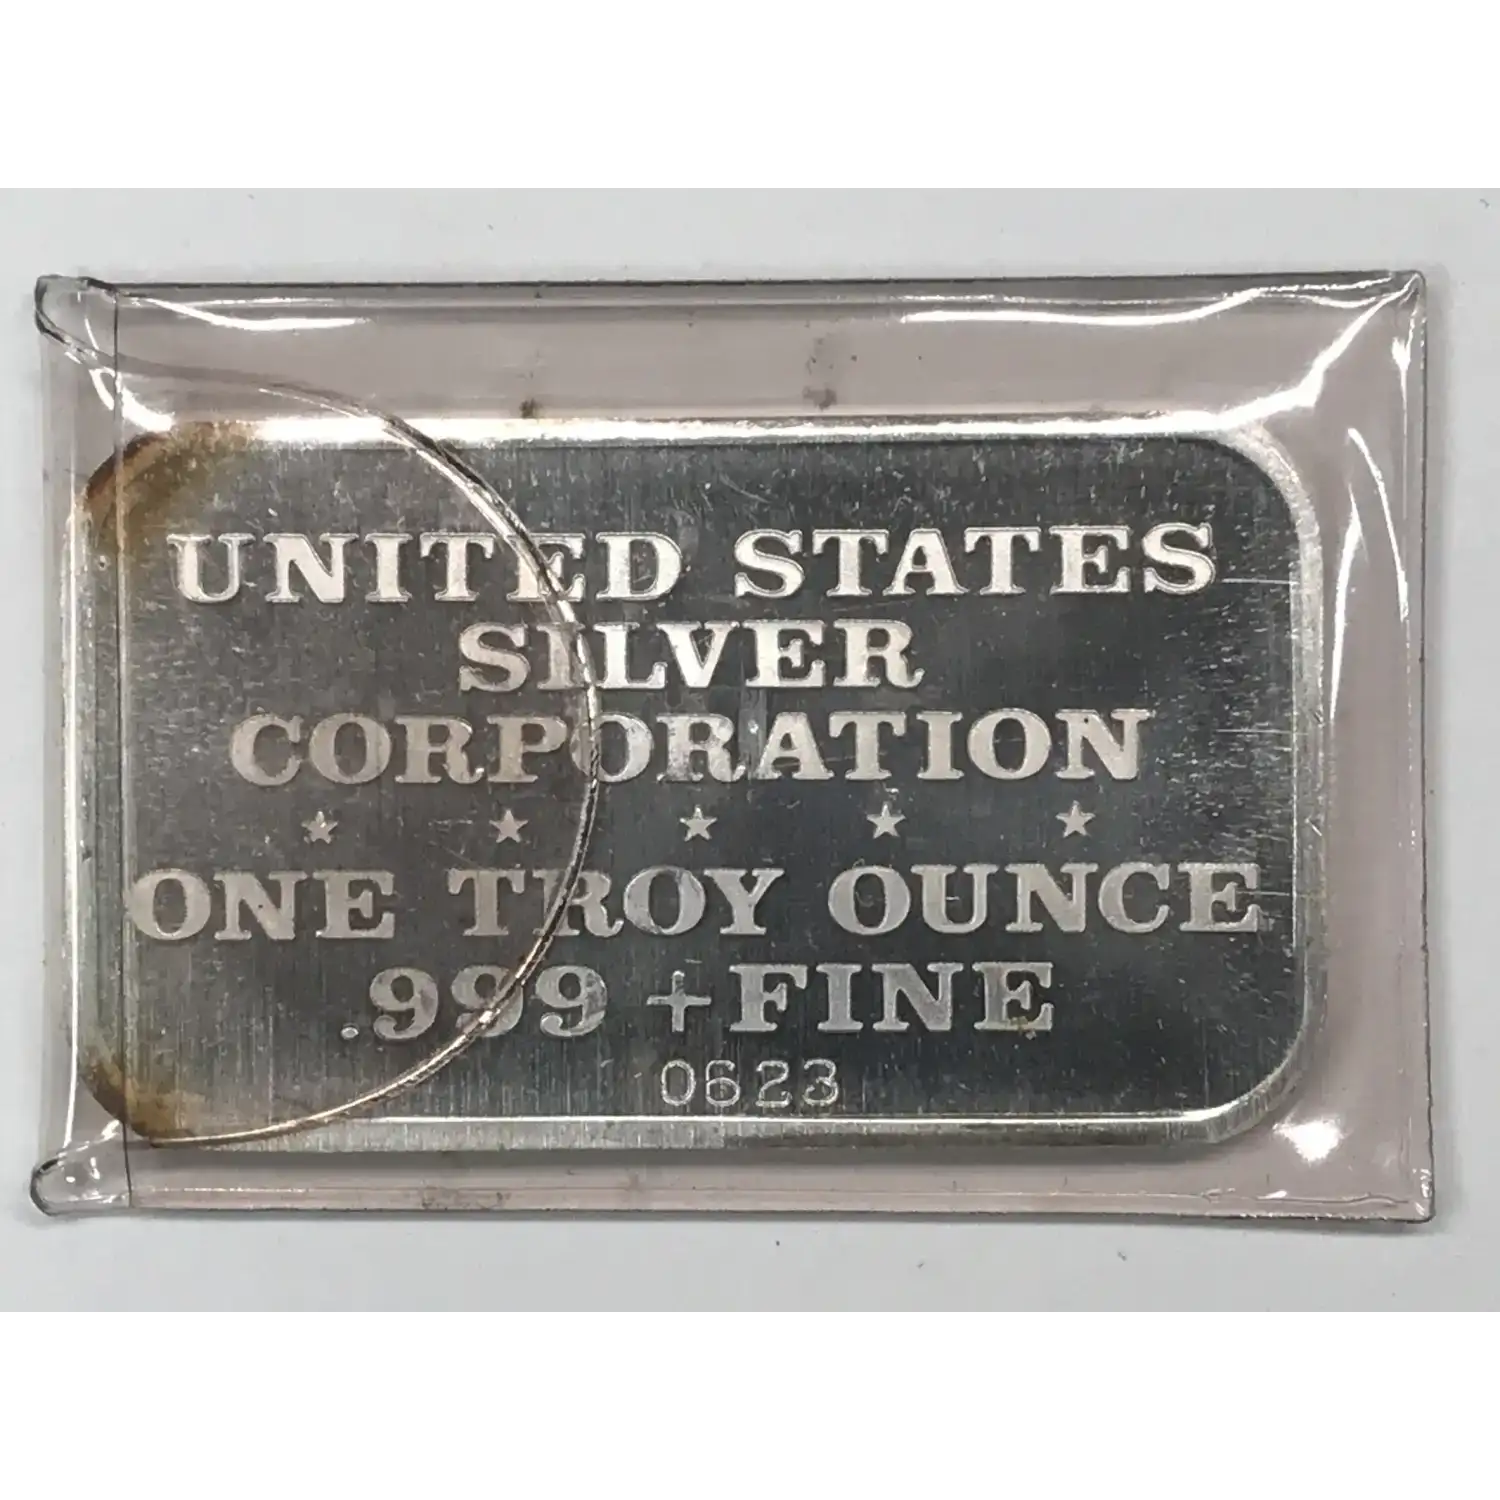 UNITED STATES
SILVER
CORPORATION
★ ★ ★ ★ ★
ONE TROY OUNCE
.999 + FINE
0623